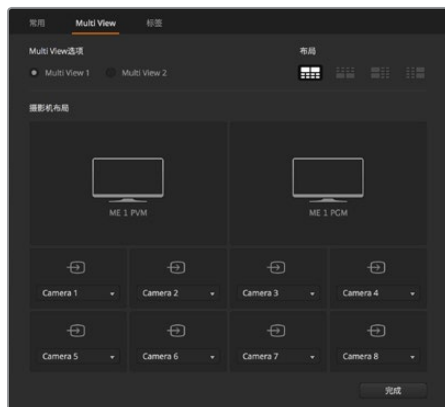 常用 Multi View 标签
Multi View选项 布局
Multi View 1 Multi View 2
摄影机布局
ME 1 PVM ME 1 PGM
Camera 1 Camera 2 Camera 3 Camera 4
Camera 5 Camera 6 Camera 7 Camera 8
完成